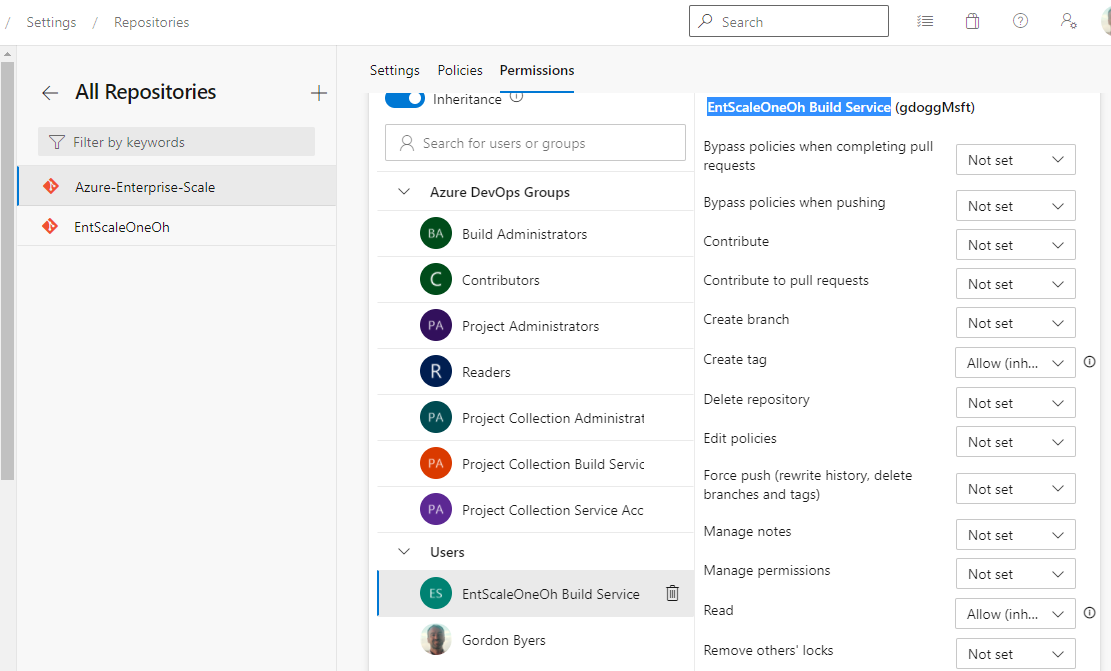 / Settings / Repositories
Search
All Repositories
Filter by keywords
Azure-Enterprise-Scale
EntScaleOneOh
Settings Policies Permissions
Inheritance
Search for users or groups
Azure DevOps Groups
BA Build Administrators
C Contributors
PA Project Administrators
R Readers
PA Project Collection Administrat
PA Project Collection Build Servic
PA Project Collection Service Acc
Users
ES EntScaleOneOh Build Service
Gordon Byers
EntScaleOneOh Build Service (gdoggMsft)
Bypass policies when completing pull
requests
Not set
Bypass policies when pushing
Not set
Contribute
Not set
Contribute to pull requests
Not set
Create branch
Not set
Create tag
Allow (inh...
Delete repository
Not set
Edit policies
Not set
Force push (rewrite history, delete
branches and tags)
Not set
Manage notes
Not set
Manage permissions
Not set
Read
Allow (inh...
Remove others' locks
Not set